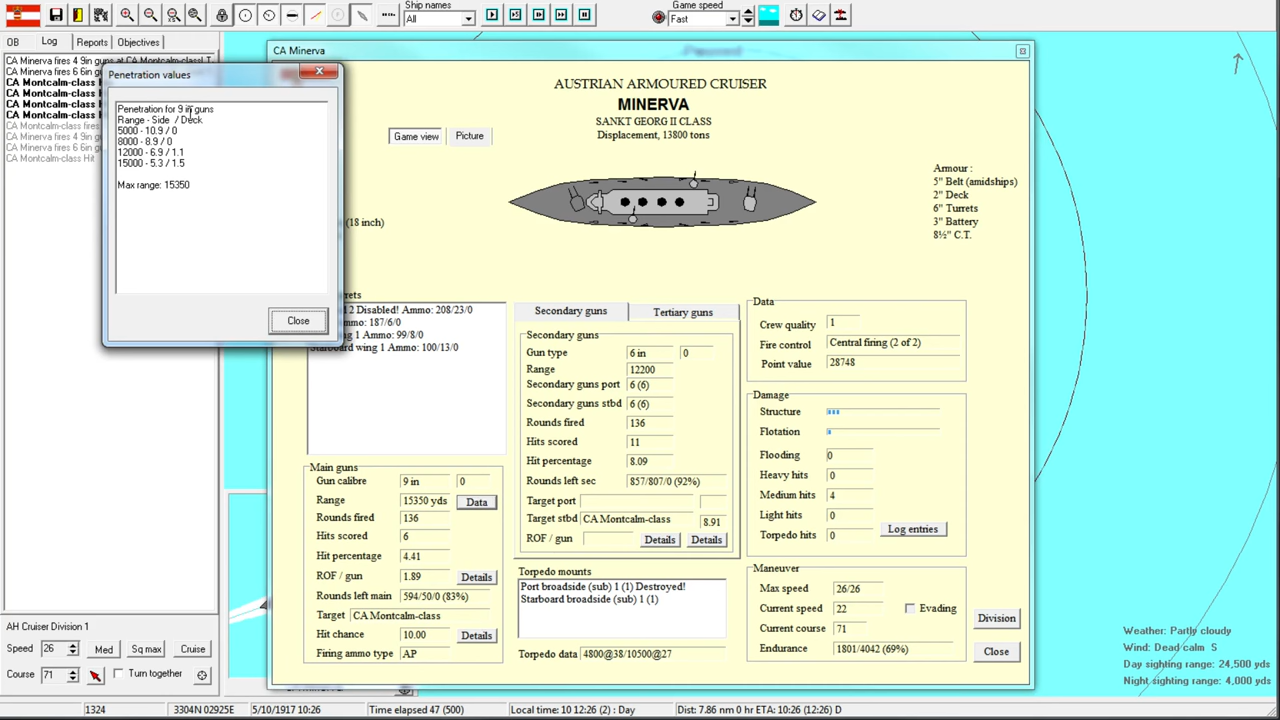 Ship names
All
Game speed
Fast
OB
Log
Reports
Objectives
CA Minerva fires 4 9in guns at CA Montcalm-class T
CA Minerva fires 6 6in gu
CA Montcalm-class H
CA Montcalm-class
CA Montcalm-class
CA Montcalm-class
CA Montcalm-class fires
CA Minerva fires 4 9in
CA Minerva fires 6 6in g
CA Montcalm-class Hit
Penetration values
Penetration for 9 in guns
Range - Side / Deck
5000 - 10.9 / 0
8000 - 8.9 / 0
12000 - 6.9 / 1.1
15000 - 5.3 / 1.5
Max range: 15350
Close
CA Minerva
AUSTRIAN ARMOURED CRUISER
MINERVA
SANKT GEORG II CLASS
Displacement, 13800 tons
Game view
Picture
(18 inch)
Armour :
5" Belt (amidships)
2" Deck
6" Turrets
3" Battery
8½" C.T.
rets
12 Disabled! Ammo: 208/23/0
mmo: 187/6/0
g 1 Ammo: 99/8/0
Starboard wing 1 Ammo: 100/13/0
Main guns
Gun calibre 9 in 0
Range 15350 yds Data
Rounds fired 136
Hits scored 6
Hit percentage 4.41
ROF / gun 1.89 Details
Rounds left main 594/50/0 (83%)
Target CA Montcalm-class
Hit chance 10.00 Details
Firing ammo type AP
Secondary guns
Tertiary guns
Secondary guns
Gun type 6 in 0
Range 12200
Secondary guns port 6 (6)
Secondary guns stbd 6 (6)
Rounds fired 136
Hits scored 11
Hit percentage 8.09
Rounds left sec 857/807/0 (92%)
Target port
Target stbd CA Montcalm-class 8.91
ROF / gun Details Details
Torpedo mounts
Port broadside (sub) 1 (1) Destroyed!
Starboard broadside (sub) 1 (1)
Torpedo data 4800@38/10500@27
Data
Crew quality 1
Fire control Central firing (2 of 2)
Point value 28748
Damage
Structure
Flotation
Flooding 0
Heavy hits 0
Medium hits 4
Light hits 0
Torpedo hits 0
Log entries
Maneuver
Max speed 26/26
Current speed 22 Evading
Current course 71
Endurance 1801/4042 (69%)
Division
Close
Weather: Partly cloudy
Wind: Dead calm S
Day sighting range: 24,500 yds
Night sighting range: 4,000 yds
AH Cruiser Division 1
Speed 26 Med Sq max Cruise
Course 71 Turn together
1324
3304N 02925E
5/10/1917 10:26
Time elapsed 47 (500)
Local time: 10 12:26 (2) : Day
Dist: 7.86 nm 0 hr ETA: 10:26 (12:26) D